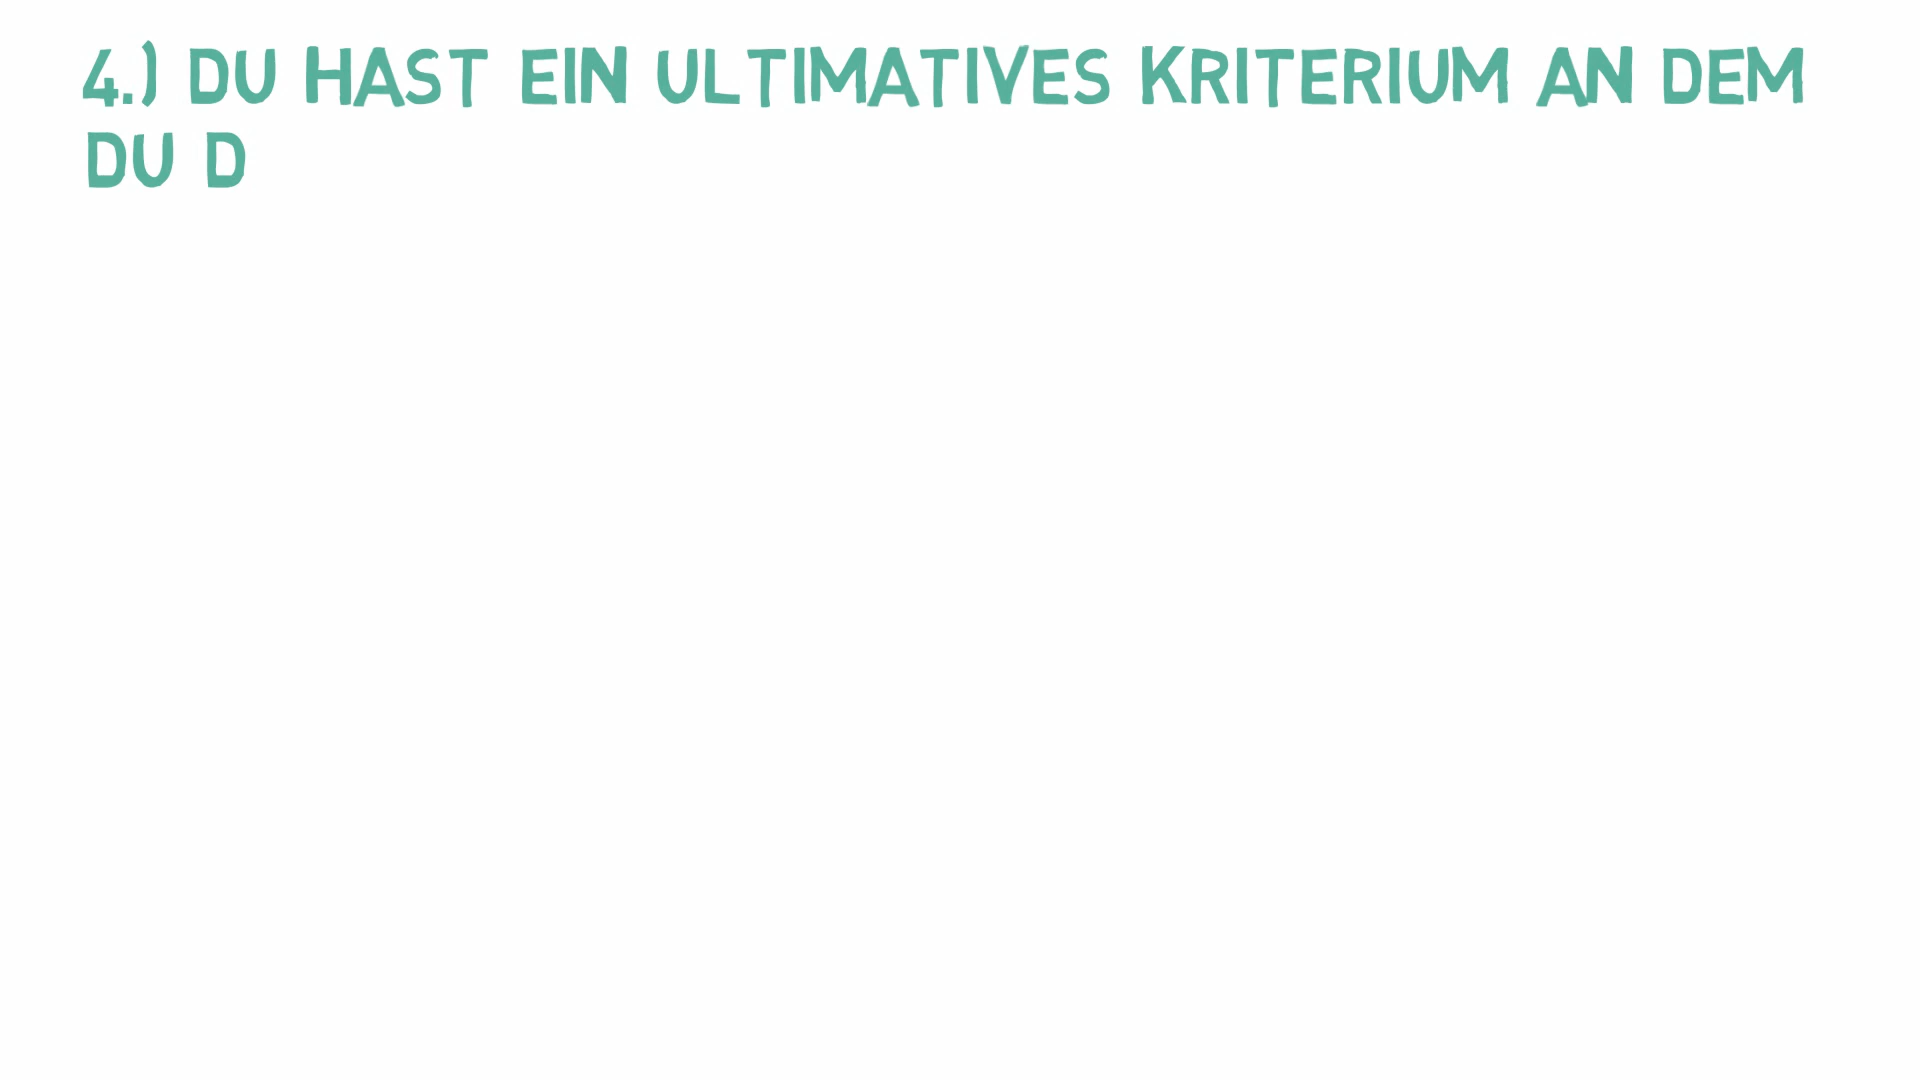 4.) DU HAST EIN ULTIMATIVES KRITERIUM AN DEM
DU D